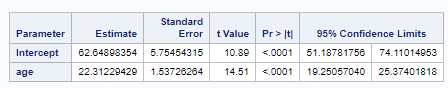 Parameter Estimate Standard Error t Value Pr > |t| 95% Confidence Limits
Intercept 62.64898354 5.75454315 10.89 <.0001 51.18781756 74.11014953
age 22.31229429 1.53726264 14.51 <.0001 19.25057040 25.37401818